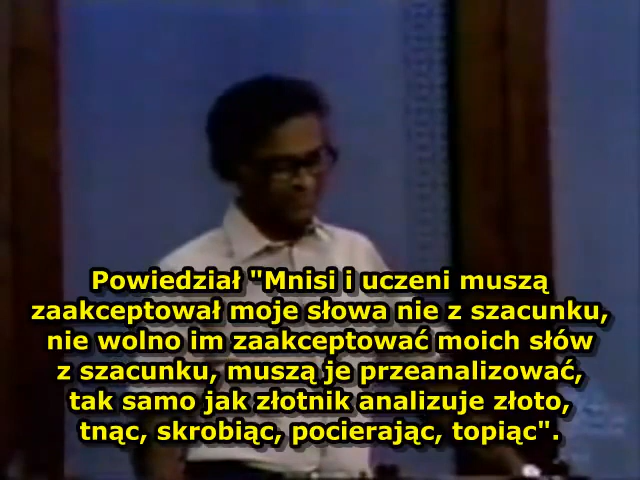 Powiedział "Mnisi i uczeni muszą
zaakceptował moje słowa nie z szacunku,
nie wolno im zaakceptować moich słów
z szacunku, muszą je przeanalizować,
tak samo jak złotnik analizuje złoto,
tnąc, skrobiąc, pocierając, topiąc".